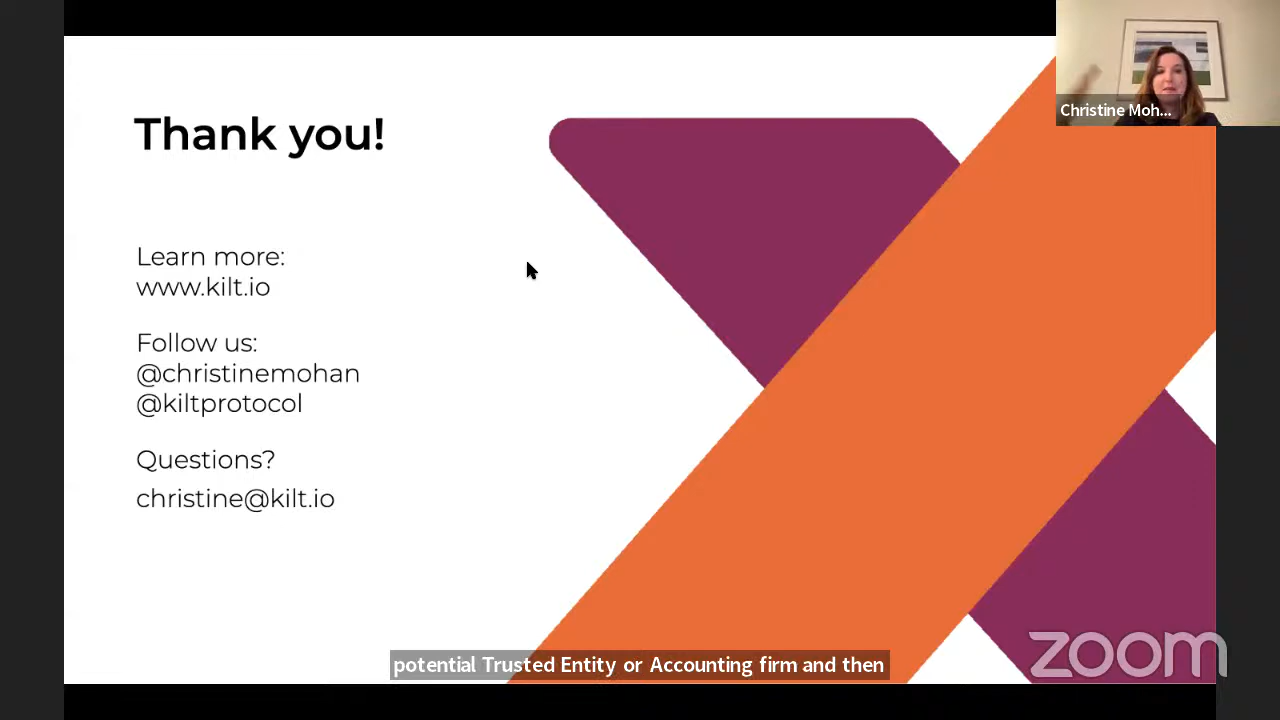 Thank you!
Learn more:
www.kilt.io
Follow us:
@christinemohan
@kiltprotocol
Questions?
christine@kilt.io
Christine Moh...
potential Trusted Entity or Accounting firm and then
zoom